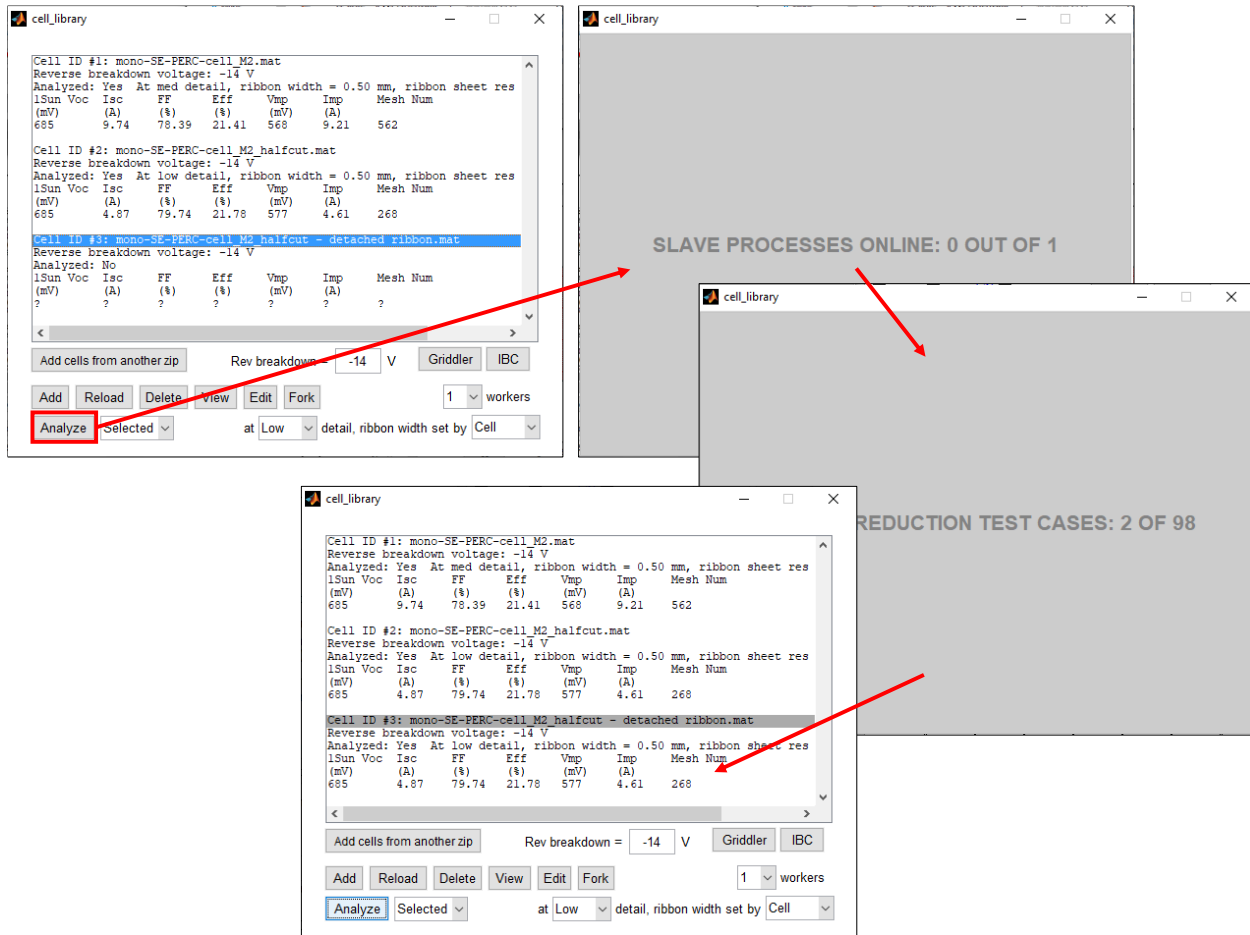 cell_library
Cell ID #1: mono-SE-PERC-cell_M2.mat
Reverse breakdown voltage: -14 V
Analyzed: Yes  At med detail, ribbon width = 0.50 mm, ribbon sheet res
1Sun Voc  Isc  FF  Eff  Vmp  Imp  Mesh Num
(mV)  (A)  (%)  (%)  (mV)  (A)
685  9.74  78.39  21.41  568  9.21  562
Cell ID #2: mono-SE-PERC-cell_M2_halfcut.mat
Reverse breakdown voltage: -14 V
Analyzed: Yes  At low detail, ribbon width = 0.50 mm, ribbon sheet res
1Sun Voc  Isc  FF  Eff  Vmp  Imp  Mesh Num
(mV)  (A)  (%)  (%)  (mV)  (A)
685  4.87  79.74  21.78  577  4.61  268
Cell ID #3: mono-SE-PERC-cell_M2_halfcut - detached ribbon.mat
Reverse breakdown voltage: -14 V
Analyzed: No
1Sun Voc  Isc  FF  Eff  Vmp  Imp  Mesh Num
(mV)  (A)  (%)  (%)  (mV)  (A)
?  ?  ?  ?  ?  ?  ?
Add cells from another zip  Rev breakdown =  -14  V  Griddler  IBC
Add  Reload  Delete  View  Edit  Fork  1  workers
Analyze  Selected  at  Low  detail, ribbon width set by  Cell
cell_library
SLAVE PROCESSES ONLINE: 0 OUT OF 1
cell_library
REDUCTION TEST CASES: 2 OF 98
cell_library
Cell ID #1: mono-SE-PERC-cell_M2.mat
Reverse breakdown voltage: -14 V
Analyzed: Yes  At med detail, ribbon width = 0.50 mm, ribbon sheet res
1Sun Voc  Isc  FF  Eff  Vmp  Imp  Mesh Num
(mV)  (A)  (%)  (%)  (mV)  (A)
685  9.74  78.39  21.41  568  9.21  562
Cell ID #2: mono-SE-PERC-cell_M2_halfcut.mat
Reverse breakdown voltage: -14 V
Analyzed: Yes  At low detail, ribbon width = 0.50 mm, ribbon sheet res
1Sun Voc  Isc  FF  Eff  Vmp  Imp  Mesh Num
(mV)  (A)  (%)  (%)  (mV)  (A)
685  4.87  79.74  21.78  577  4.61  268
Cell ID #3: mono-SE-PERC-cell_M2_halfcut - detached ribbon.mat
Reverse breakdown voltage: -14 V
Analyzed: Yes  At low detail, ribbon width = 0.50 mm, ribbon sheet res
1Sun Voc  Isc  FF  Eff  Vmp  Imp  Mesh Num
(mV)  (A)  (%)  (%)  (mV)  (A)
685  4.87  79.74  21.78  577  4.61  268
Add cells from another zip  Rev breakdown =  -14  V  Griddler  IBC
Add  Reload  Delete  View  Edit  Fork  1  workers
Analyze  Selected  at  Low  detail, ribbon width set by  Cell